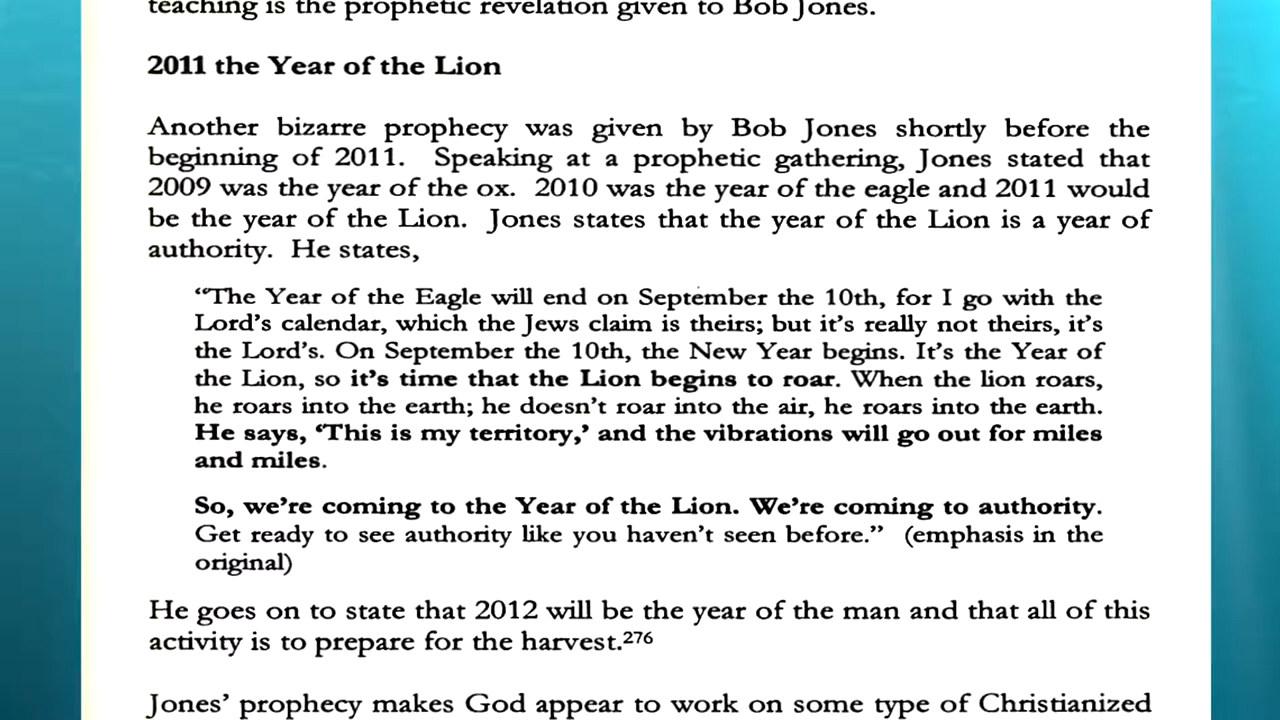 teaching is the prophetic revelation given to Bob Jones.
2011 the Year of the Lion
Another bizarre prophecy was given by Bob Jones shortly before the
beginning of 2011. Speaking at a prophetic gathering, Jones stated that
2009 was the year of the ox. 2010 was the year of the eagle and 2011 would
be the year of the Lion. Jones states that the year of the Lion is a year of
authority. He states,
“The Year of the Eagle will end on September the 10th, for I go with the
Lord’s calendar, which the Jews claim is theirs; but it’s really not theirs, it’s
the Lord’s. On September the 10th, the New Year begins. It’s the Year of
the Lion, so it’s time that the Lion begins to roar. When the lion roars,
he roars into the earth; he doesn’t roar into the air, he roars into the earth.
He says, ‘This is my territory,’ and the vibrations will go out for miles
and miles.
So, we’re coming to the Year of the Lion. We’re coming to authority.
Get ready to see authority like you haven’t seen before.” (emphasis in the
original)
He goes on to state that 2012 will be the year of the man and that all of this
activity is to prepare for the harvest.276
Jones’ prophecy makes God appear to work on some type of Christianized